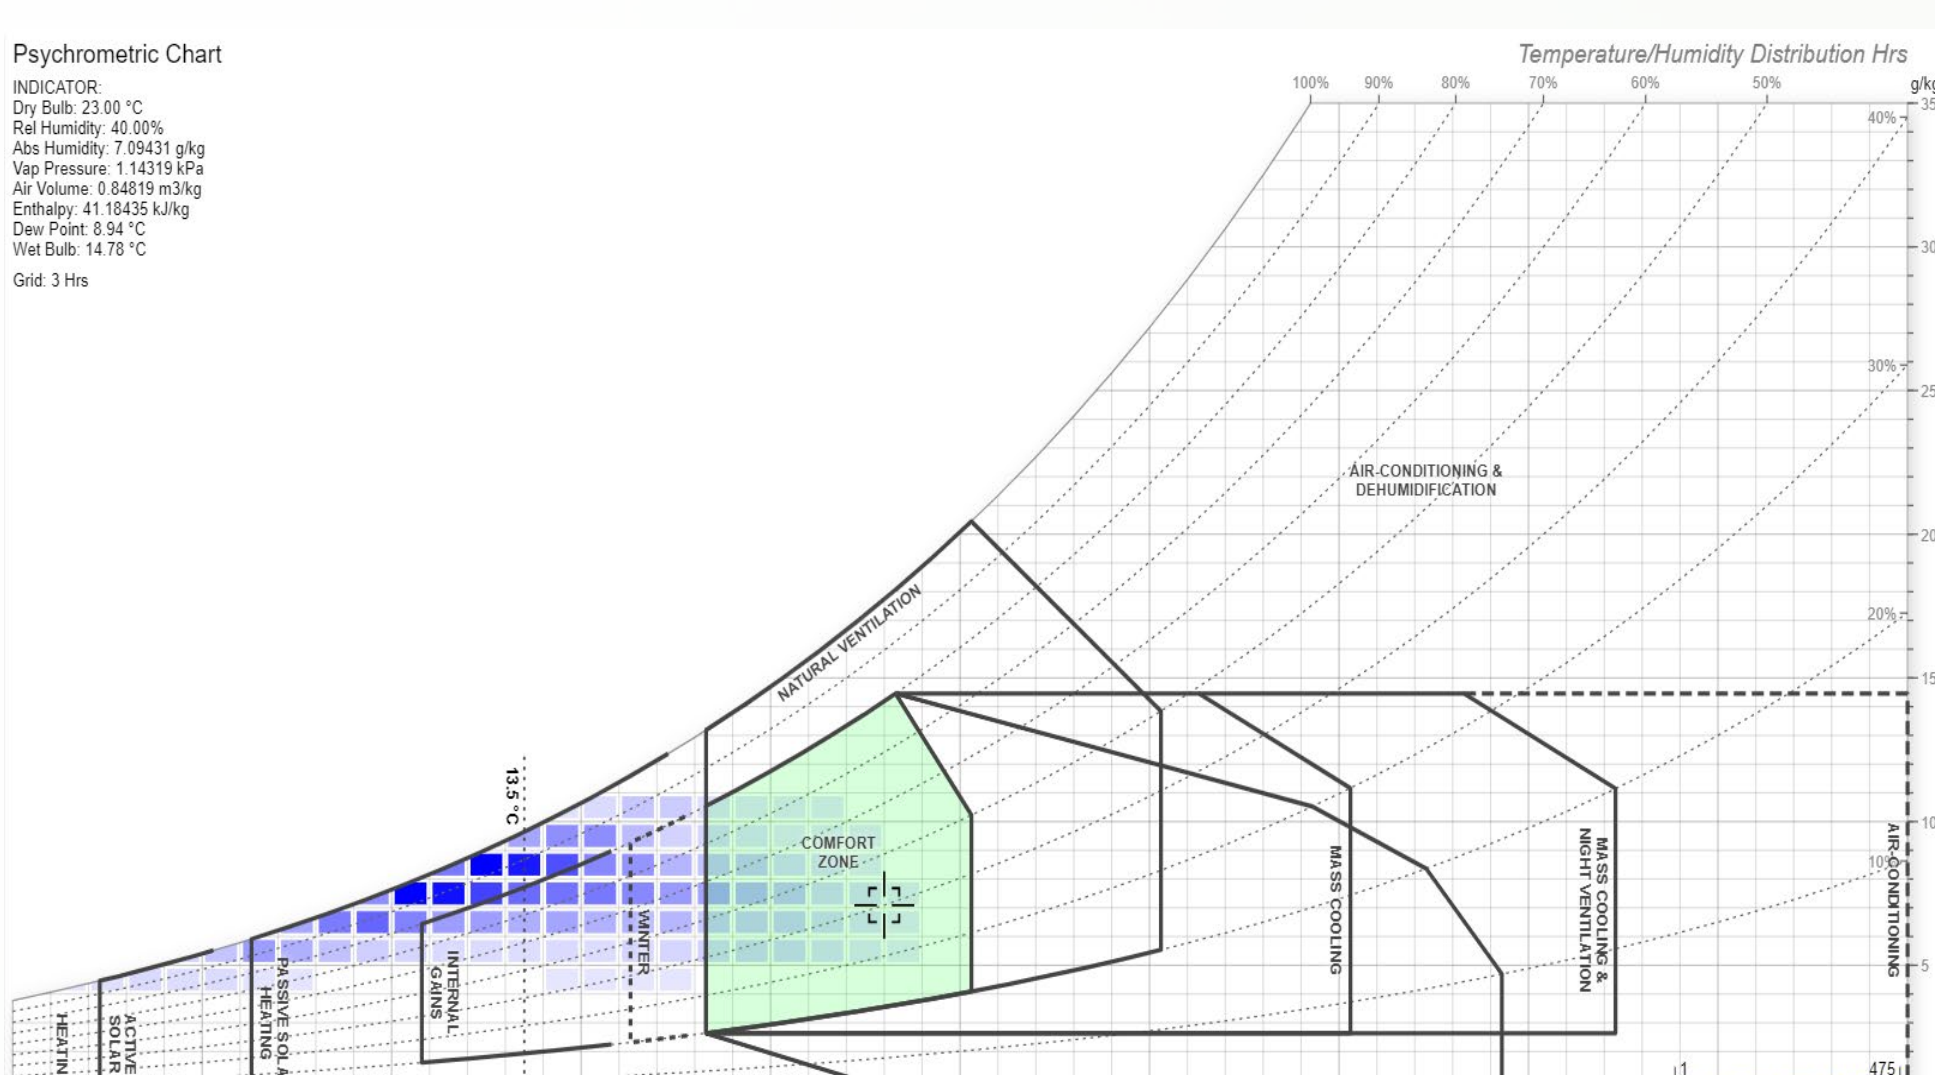 Psychrometric Chart
Temperature/Humidity Distribution Hrs
INDICATOR:
Dry Bulb: 23.00 °C
Rel Humidity: 40.00%
Abs Humidity: 7.09431 g/kg
Vap Pressure: 1.14319 kPa
Air Volume: 0.84819 m3/kg
Enthalpy: 41.18435 kJ/kg
Dew Point: 8.94 °C
Wet Bulb: 14.78 °C
Grid: 3 Hrs
100% 90% 80% 70% 60% 50%
g/kg
35
40%
30
30%
25
AIR-CONDITIONING &
DEHUMIDIFICATION
20
NATURAL VENTILATION
20%
15
13.5 °C
10
COMFORT
ZONE
10%
WINTER
MASS COOLING
MASS COOLING &
NIGHT VENTILATION
AIR-CONDITIONING
5
INTERNAL
GAINS
PASSIVE SOLA
HEATING
ACTIVE
SOLAR
HEATIN
1
475